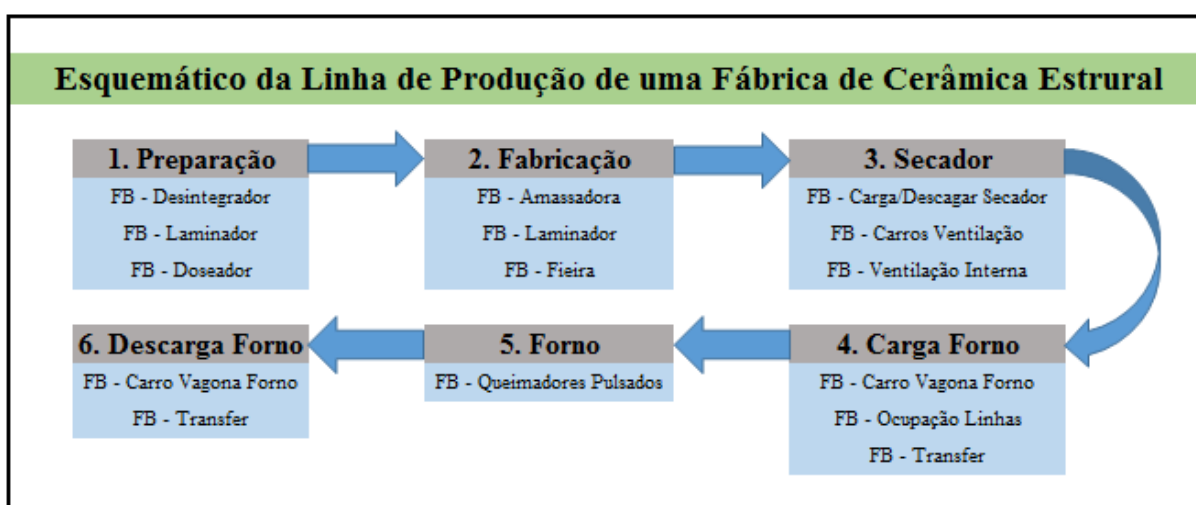 Esquemático da Linha de Produção de uma Fábrica de Cerâmica Estrural
1. Preparação
FB - Desintegrador
FB - Laminador
FB - Doseador
2. Fabricação
FB - Amassadora
FB - Laminador
FB - Fieira
3. Secador
FB - Carga/Descagar Secador
FB - Carros Ventilação
FB - Ventilação Interna
4. Carga Forno
FB - Carro Vagona Forno
FB - Ocupação Linhas
FB - Transfer
5. Forno
FB - Queimadores Pulsados
6. Descarga Forno
FB - Carro Vagona Forno
FB - Transfer